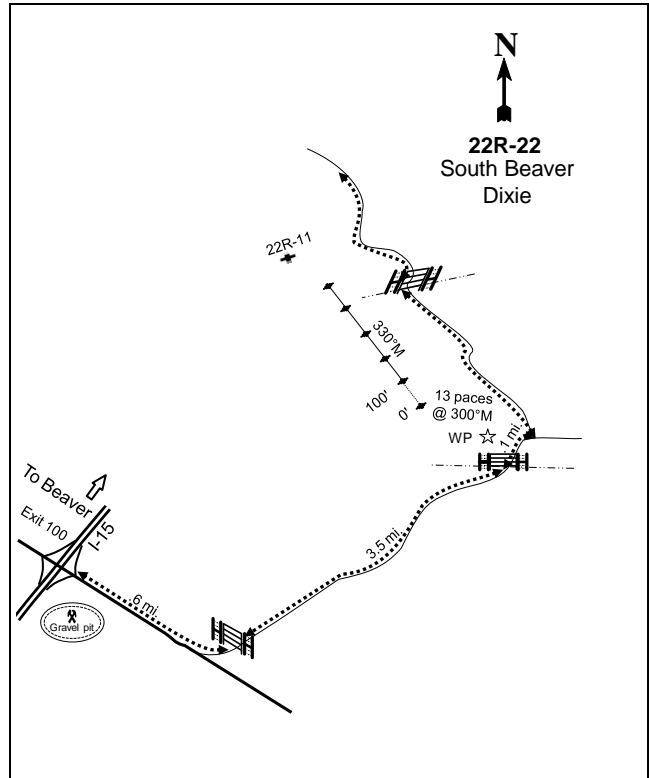 N
22R-22
South Beaver
Dixie
22R-11
330°M
100'
0'
13 paces
@ 300°M
WP
.1 mi.
3.5 mi.
To Beaver
Exit 100
I-15
.6 mi.
Gravel pit